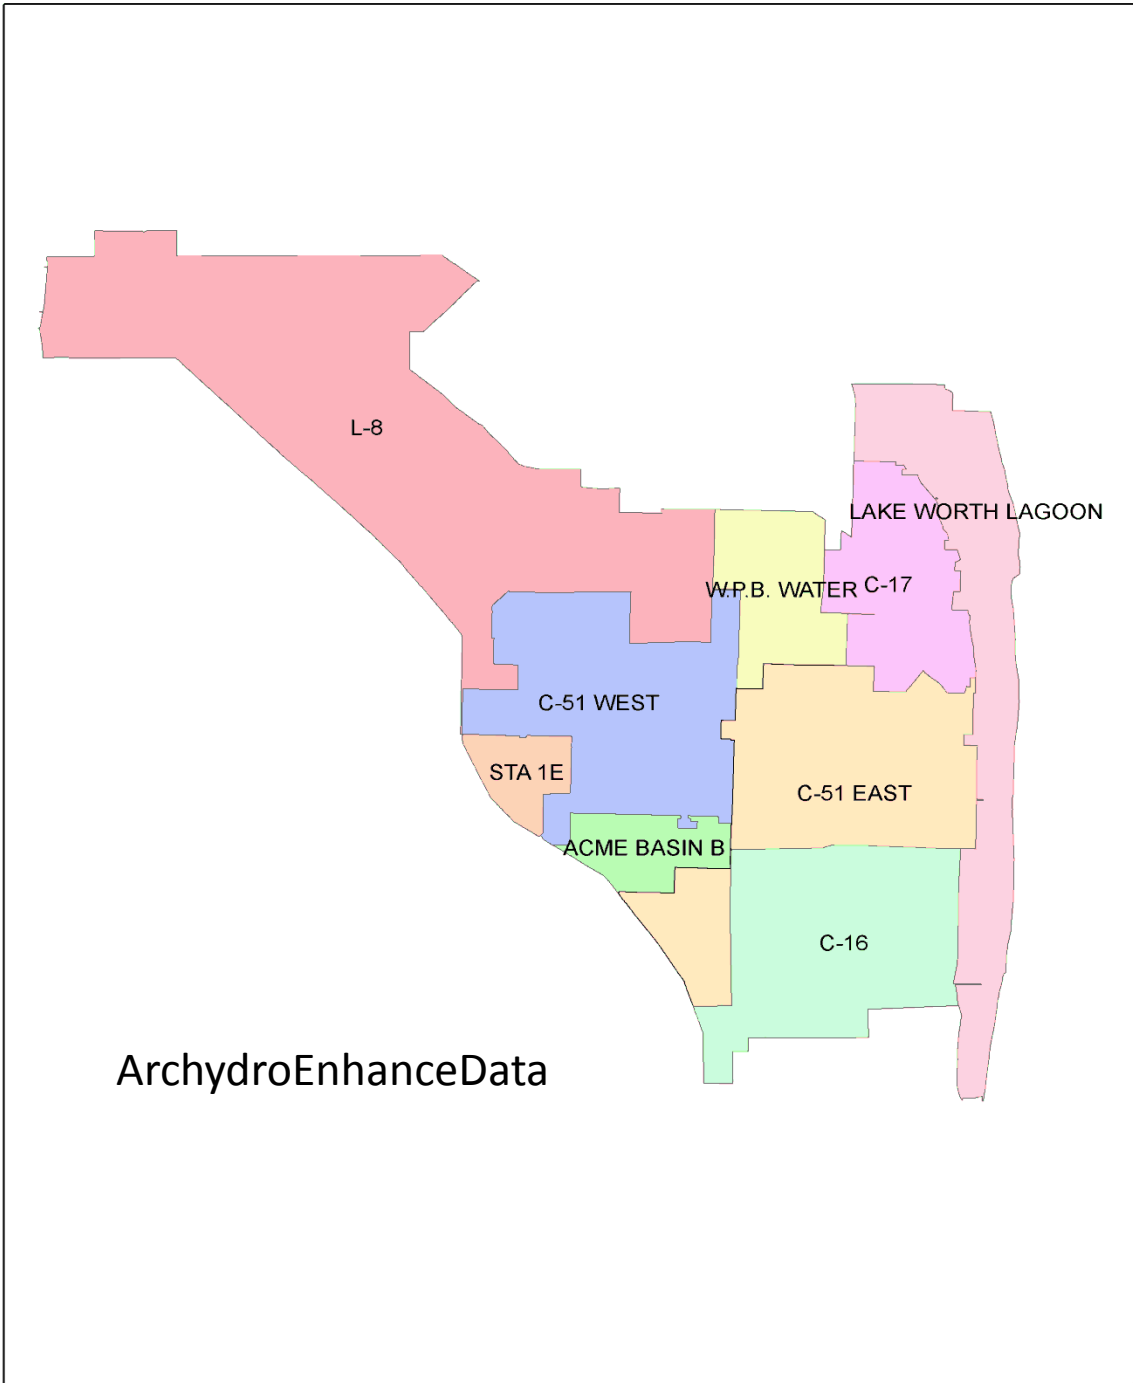 L-8
LAKE WORTH LAGOON
W.P.B. WATER
C-17
C-51 WEST
STA 1E
C-51 EAST
ACME BASIN B
C-16
ArchydroEnhanceData